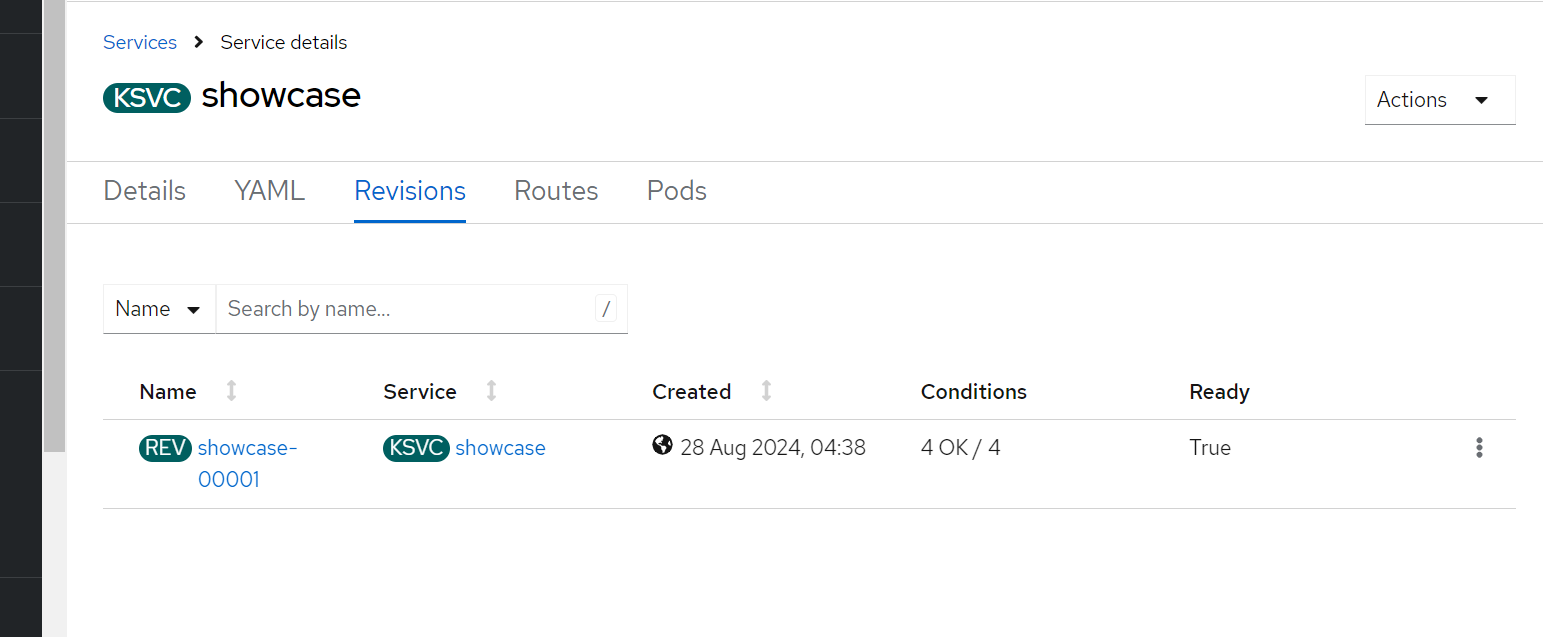 Services > Service details
KSVC showcase
Actions
Details YAML Revisions Routes Pods
Name Search by name... /
Name Service Created Conditions Ready
REV showcase- KSVC showcase 28 Aug 2024, 04:38 4 OK / 4 True
00001